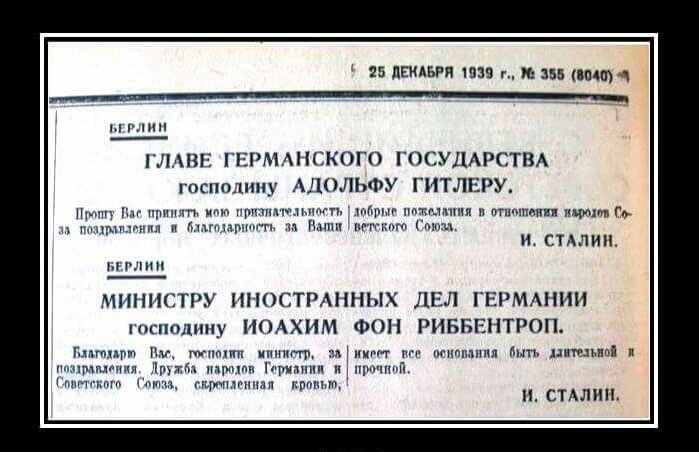 25 ДЕКАБРЯ 1939 г., № 355 (8040)
БЕРЛИН
ГЛАВЕ ГЕРМАНСКОГО ГОСУДАРСТВА
господину АДОЛЬФУ ГИТЛЕРУ.
Прошу Вас принять мою признательность
за поздравления и благодарность за Ваши
добрые пожелания в отношении народов Со-
ветского Союза.
И. СТАЛИН.
БЕРЛИН
МИНИСТРУ ИНОСТРАННЫХ ДЕЛ ГЕРМАНИИ
господину ИОАХИМ ФОН РИББЕНТРОП.
Благодарю Вас, господин министр, за
поздравления. Дружба народов Германии и
Советского Союза, скрепленная кровью,
имеет все основания быть длительной и
прочной.
И. СТАЛИН.